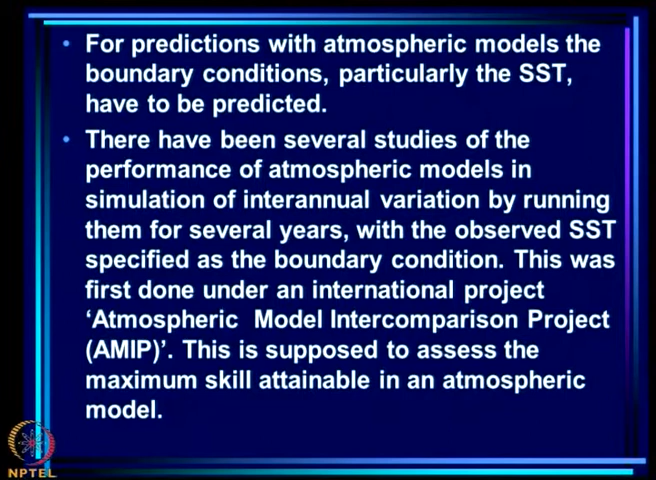 • For predictions with atmospheric models the
boundary conditions, particularly the SST,
have to be predicted.
• There have been several studies of the
performance of atmospheric models in
simulation of interannual variation by running
them for several years, with the observed SST
specified as the boundary condition. This was
first done under an international project
‘Atmospheric Model Intercomparison Project
(AMIP)’. This is supposed to assess the
maximum skill attainable in an atmospheric
model.
NPTEL